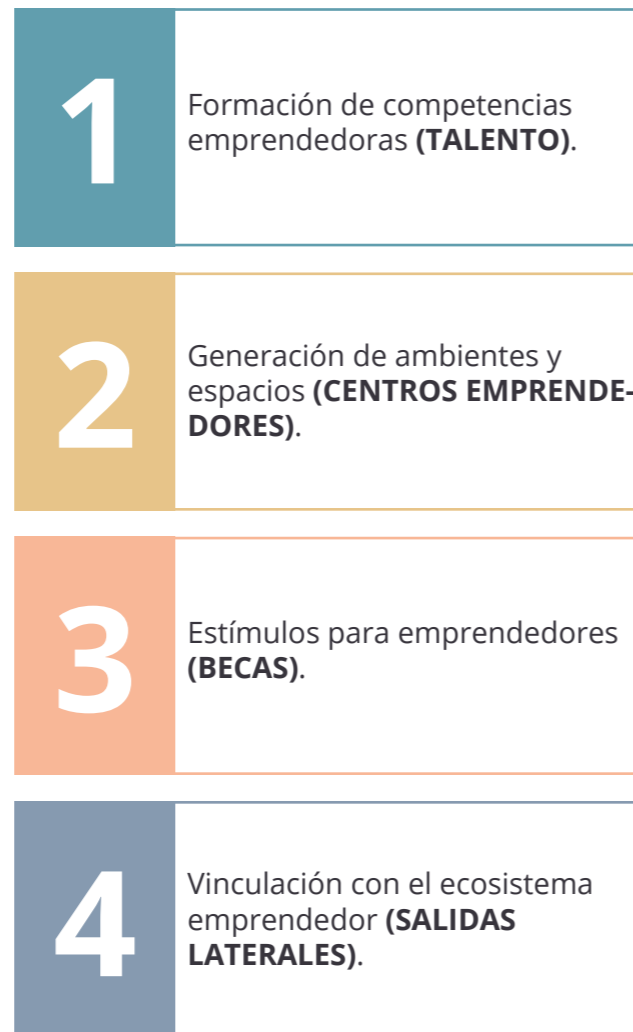 1
Formación de competencias
emprendedoras (TALENTO).
2
Generación de ambientes y
espacios (CENTROS EMPRENDE-
DORES).
3
Estímulos para emprendedores
(BECAS).
4
Vinculación con el ecosistema
emprendedor (SALIDAS
LATERALES).